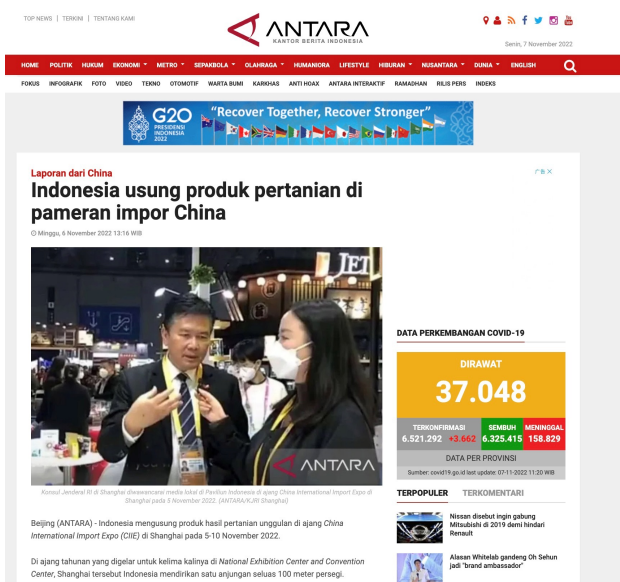 TOP NEWS | TERKINI | TENTANG KAMI
ANTARA
KANTOR BERITA INDONESIA
Senin, 7 November 2022
HOME POLITIK HUKUM EKONOMI METRO SEPAKBOLA OLAHRAGA HUMANIORA LIFESTYLE HIBURAN NUSANTARA DUNIA ENGLISH
FOKUS INFOGRAFIK FOTO VIDEO TEKNO OTOMOTIF WARTA BUMI KARKHAS ANTI HOAX ANTARA INTERAKTIF RAMADHAN RILIS PERS INDEKS
G20
PRESIDENSI
INDONESIA
2022
"Recover Together, Recover Stronger"
Laporan dari China
Indonesia usung produk pertanian di
pameran impor China
Minggu, 6 November 2022 13:16 WIB
JET
ANTARA
Konsul Jenderal RI di Shanghai diwawancarai media lokal di Paviliun Indonesia di ajang China International Import Expo di
Shanghai pada 5 November 2022. (ANTARA/KJRI Shanghai)
Beijing (ANTARA) - Indonesia mengusung produk hasil pertanian unggulan di ajang China
International Import Expo (CIIE) di Shanghai pada 5-10 November 2022.
Di ajang tahunan yang digelar untuk kelima kalinya di National Exhibition Center and Convention
Center, Shanghai tersebut Indonesia mendirikan satu anjungan seluas 100 meter persegi.
DATA PERKEMBANGAN COVID-19
DIRAWAT
37.048
TERKONFIRMASI SEMBUH MENINGGAL
6.521.292 +3.662 6.325.415 158.829
DATA PER PROVINSI
Sumber: covid19.go.id last update: 07-11-2022 11:20 WIB
TERPOPULER TERKOMENTARI
Nissan disebut ingin gabung
Mitsubishi di 2019 demi hindari
Renault
Alasan Whitelab gandeng Oh Sehun
jadi "brand ambassador"